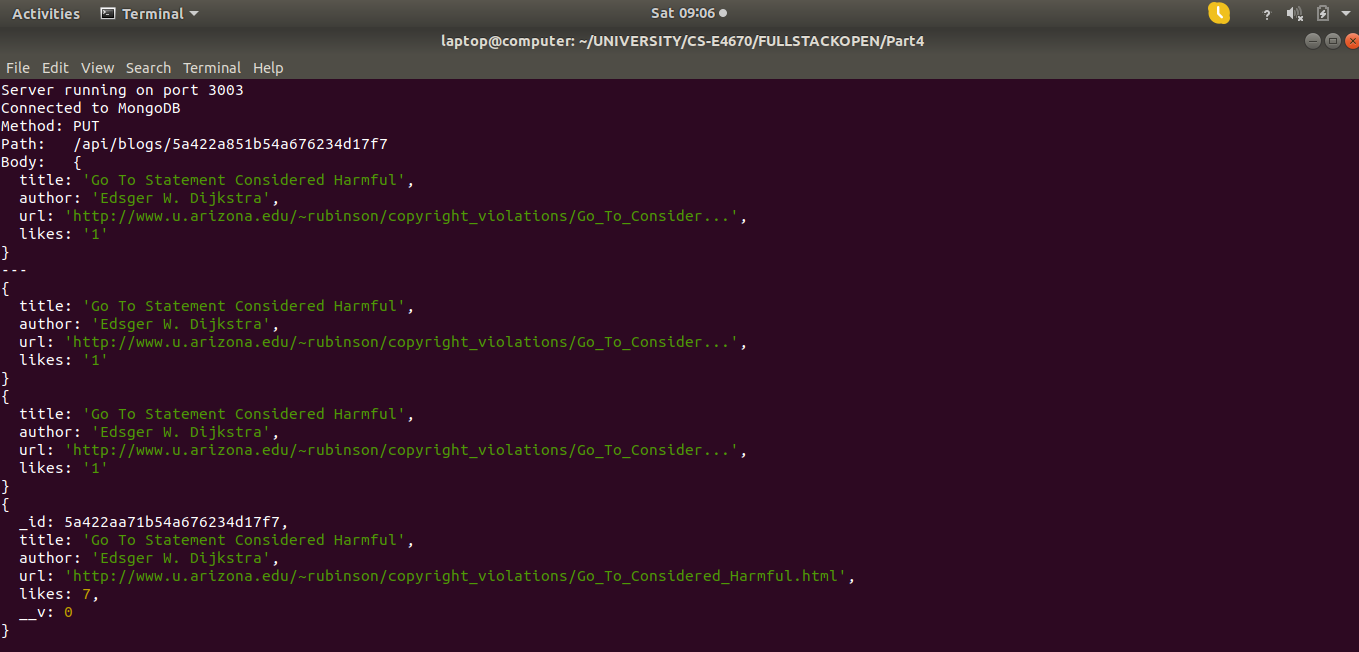 Activities Terminal Sat 09:06 ?
laptop@computer: ~/UNIVERSITY/CS-E4670/FULLSTACKOPEN/Part4
File Edit View Search Terminal Help
Server running on port 3003
Connected to MongoDB
Method: PUT
Path:   /api/blogs/5a422a851b54a676234d17f7
Body:   {
  title: 'Go To Statement Considered Harmful',
  author: 'Edsger W. Dijkstra',
  url: 'http://www.u.arizona.edu/~rubinson/copyright_violations/Go_To_Consider...',
  likes: '1'
}
---
{
  title: 'Go To Statement Considered Harmful',
  author: 'Edsger W. Dijkstra',
  url: 'http://www.u.arizona.edu/~rubinson/copyright_violations/Go_To_Consider...',
  likes: '1'
}
{
  title: 'Go To Statement Considered Harmful',
  author: 'Edsger W. Dijkstra',
  url: 'http://www.u.arizona.edu/~rubinson/copyright_violations/Go_To_Consider...',
  likes: '1'
}
{
  _id: 5a422aa71b54a676234d17f7,
  title: 'Go To Statement Considered Harmful',
  author: 'Edsger W. Dijkstra',
  url: 'http://www.u.arizona.edu/~rubinson/copyright_violations/Go_To_Considered_Harmful.html',
  likes: 7,
  __v: 0
}